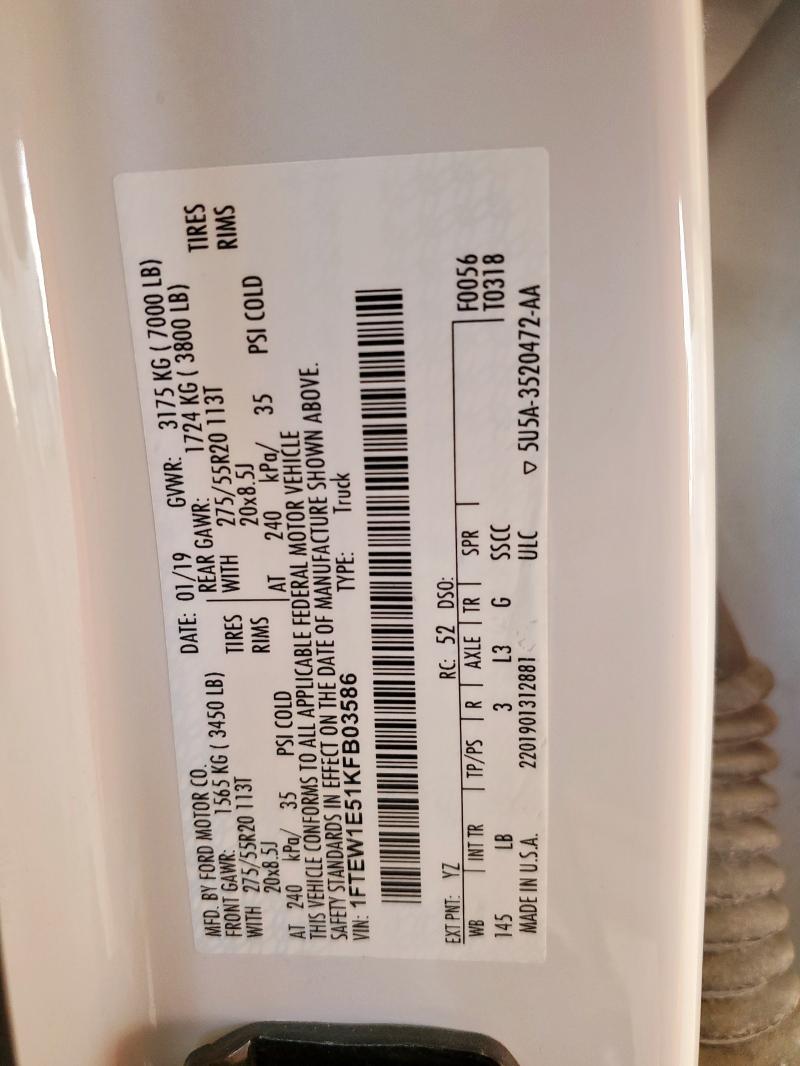 MFD. BY FORD MOTOR CO. DATE: 01/19 GVWR: 3175 KG ( 7000 LB)
FRONT GAWR: 1565 KG ( 3450 LB) REAR GAWR: 1724 KG ( 3800 LB)
WITH 275/55R20 113T TIRES WITH 275/55R20 113T TIRES
20x8.5J RIMS 20x8.5J RIMS
AT 240 kPa/ 35 PSI COLD AT 240 kPa/ 35 PSI COLD
THIS VEHICLE CONFORMS TO ALL APPLICABLE FEDERAL MOTOR VEHICLE
SAFETY STANDARDS IN EFFECT ON THE DATE OF MANUFACTURE SHOWN ABOVE.
VIN: 1FTEW1E51KFB03586 TYPE: Truck
EXT PNT: YZ RC: 52 DSO: F0056
WB INT TR TP/PS R AXLE TR SPR T0318
145 LB 3 L3 G SSCC
MADE IN U.S.A. 2201901312881 ULC ▽ 5U5A-3520472-AA